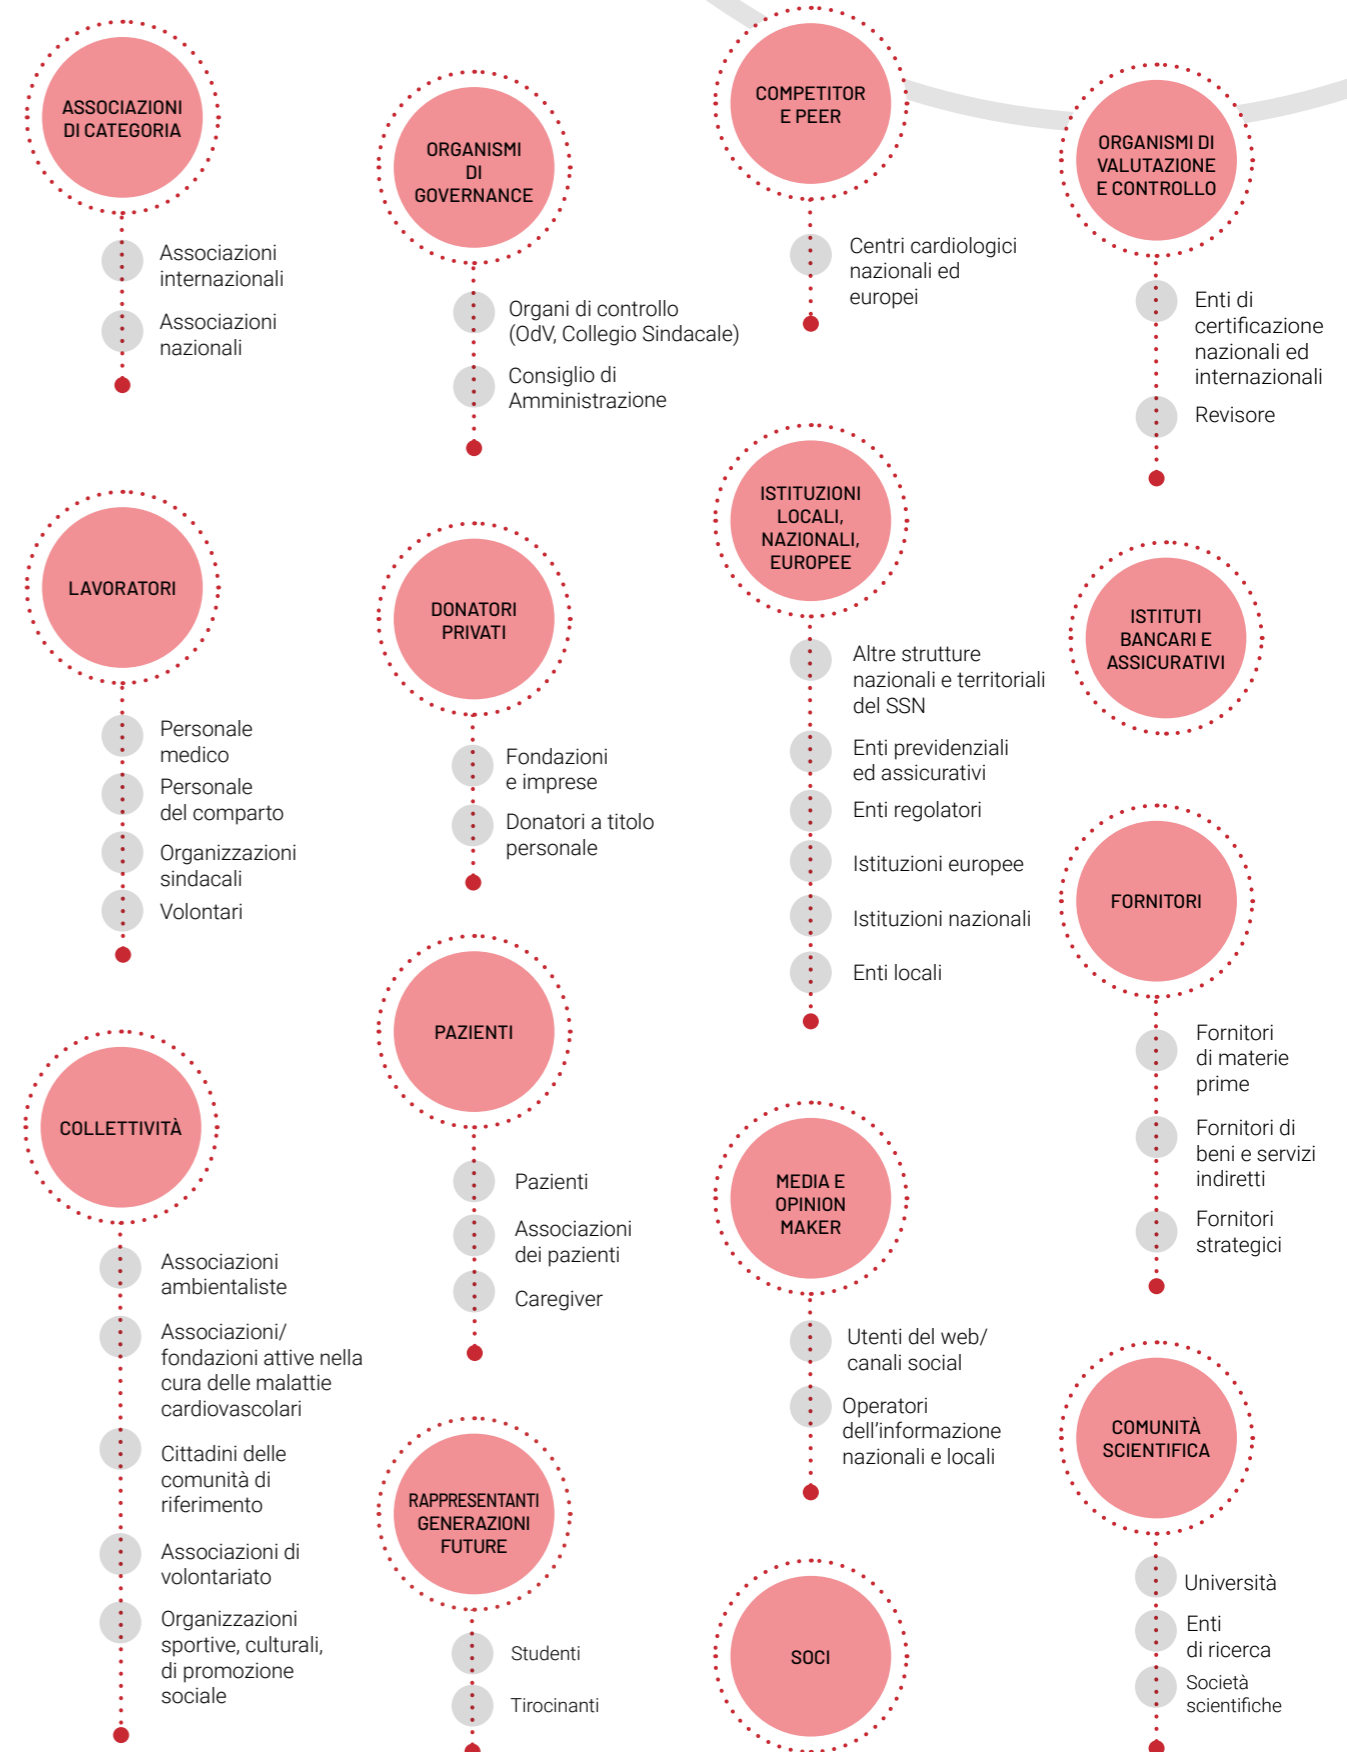 ASSOCIAZIONI
DI CATEGORIA
Associazioni
internazionali
Associazioni
nazionali
LAVORATORI
Personale
medico
Personale
del comparto
Organizzazioni
sindacali
Volontari
COLLETTIVITÀ
Associazioni
ambientaliste
Associazioni/
fondazioni attive nella
cura delle malattie
cardiovascolari
Cittadini delle
comunità di
riferimento
Associazioni di
volontariato
Organizzazioni
sportive, culturali,
di promozione
sociale
ORGANISMI
DI
GOVERNANCE
Organi di controllo
(OdV, Collegio Sindacale)
Consiglio di
Amministrazione
DONATORI
PRIVATI
Fondazioni
e imprese
Donatori a titolo
personale
PAZIENTI
Pazienti
Associazioni
dei pazienti
Caregiver
RAPPRESENTANTI
GENERAZIONI
FUTURE
Studenti
Tirocinanti
COMPETITOR
E PEER
Centri cardiologici
nazionali ed
europei
ISTITUZIONI
LOCALI,
NAZIONALI,
EUROPEE
Altre strutture
nazionali e territoriali
del SSN
Enti previdenziali
ed assicurativi
Enti regolatori
Istituzioni europee
Istituzioni nazionali
Enti locali
MEDIA E
OPINION
MAKER
Utenti del web/
canali social
Operatori
dell'informazione
nazionali e locali
SOCI
ORGANISMI DI
VALUTAZIONE
E CONTROLLO
Enti di
certificazione
nazionali ed
internazionali
Revisore
ISTITUTI
BANCARI E
ASSICURATIVI
FORNITORI
Fornitori
di materie
prime
Fornitori di
beni e servizi
indiretti
Fornitori
strategici
COMUNITÀ
SCIENTIFICA
Università
Enti
di ricerca
Società
scientifiche